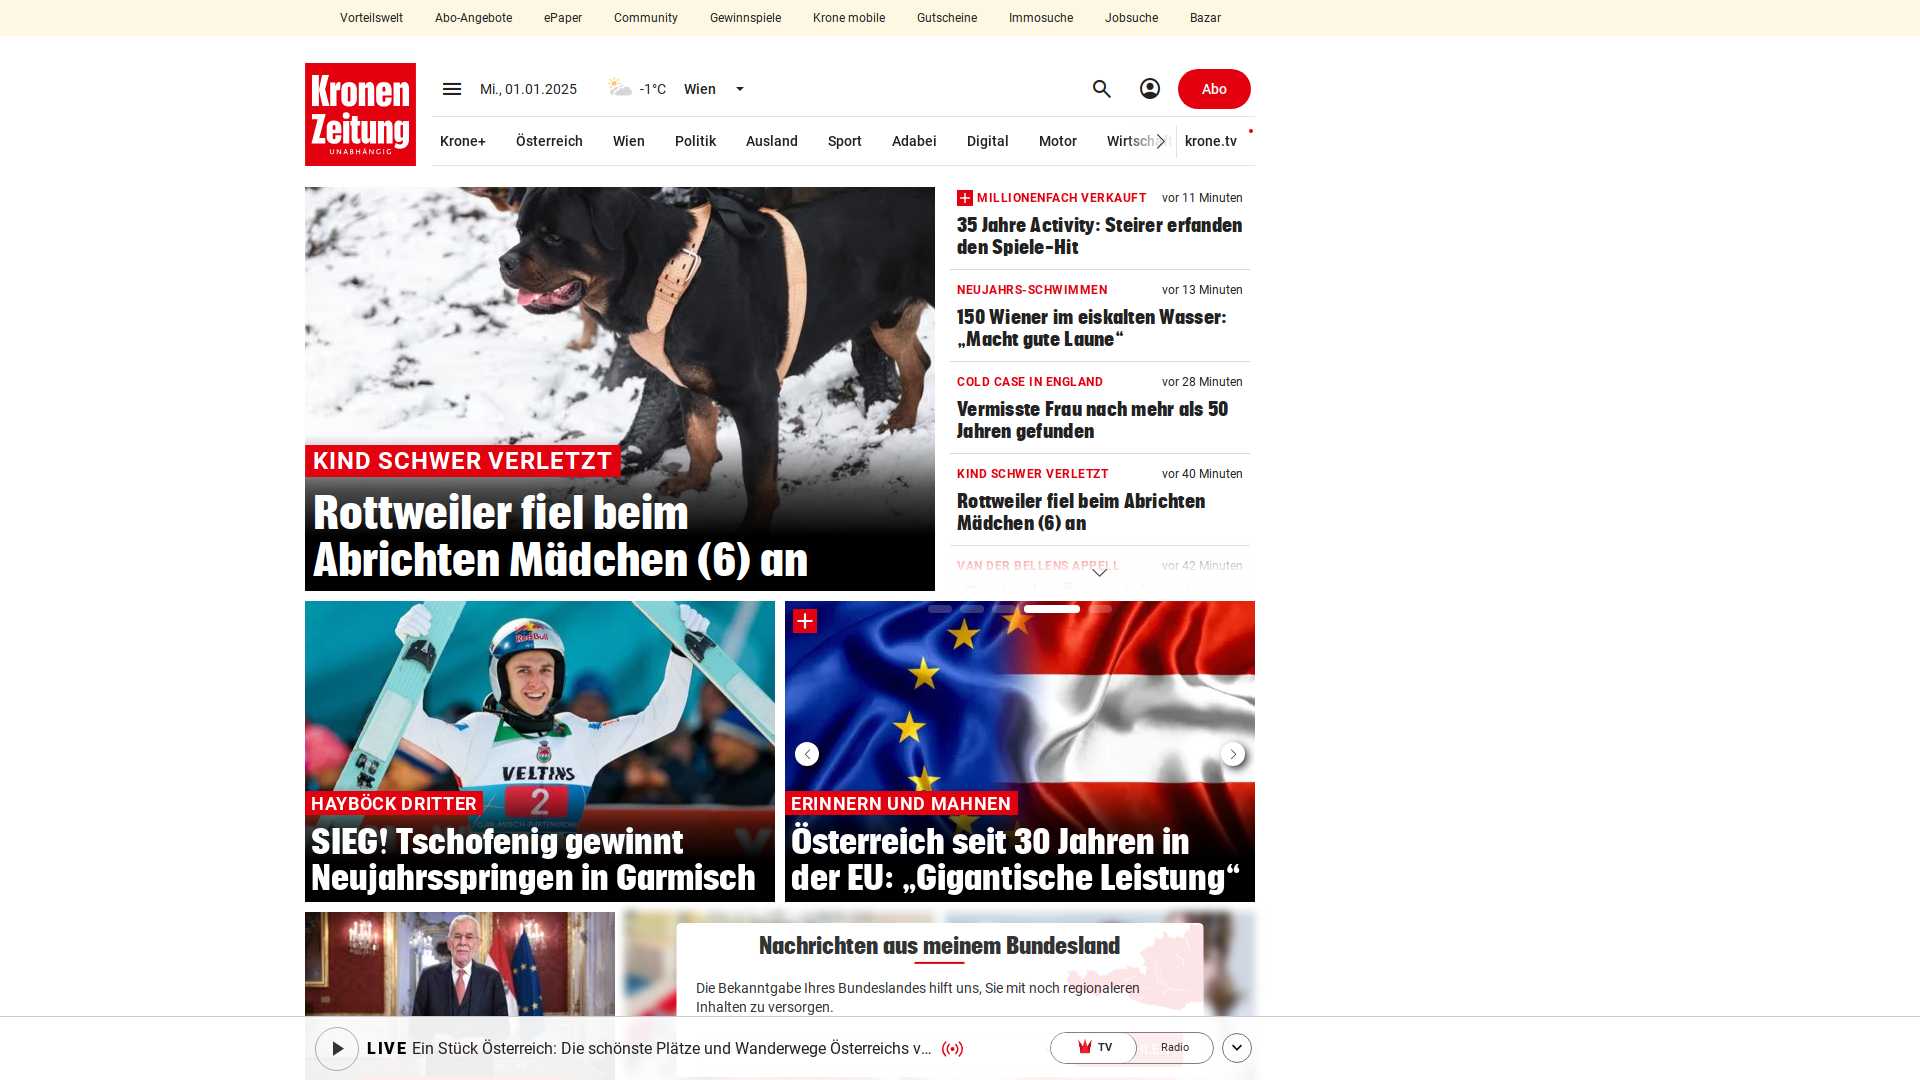 Vorteilswelt Abo-Angebote ePaper Community Gewinnspiele Krone mobile Gutscheine Immosuche Jobsuche Bazar
Kronen
Zeitung
UNABHÄNGIG
Mi., 01.01.2025 -1°C Wien Abo
Krone+ Österreich Wien Politik Ausland Sport Adabei Digital Motor Wirtschaft krone.tv
KIND SCHWER VERLETZT
Rottweiler fiel beim
Abrichten Mädchen (6) an
MILLIONENFACH VERKAUFT vor 11 Minuten
35 Jahre Activity: Steirer erfanden
den Spiele-Hit
NEUJAHRS-SCHWIMMEN vor 13 Minuten
150 Wiener im eiskalten Wasser:
„Macht gute Laune“
COLD CASE IN ENGLAND vor 28 Minuten
Vermisste Frau nach mehr als 50
Jahren gefunden
KIND SCHWER VERLETZT vor 40 Minuten
Rottweiler fiel beim Abrichten
Mädchen (6) an
VAN DER BELLENS APPELL vor 42 Minuten
Red Bull
VELTINS
2
HAYBÖCK DRITTER
SIEG! Tschofenig gewinnt
Neujahrsspringen in Garmisch
ERINNERN UND MAHNEN
Österreich seit 30 Jahren in
der EU: „Gigantische Leistung“
Nachrichten aus meinem Bundesland
Die Bekanntgabe Ihres Bundeslandes hilft uns, Sie mit noch regionaleren
Inhalten zu versorgen.
LIVE Ein Stück Österreich: Die schönste Plätze und Wanderwege Österreichs v... TV Radio